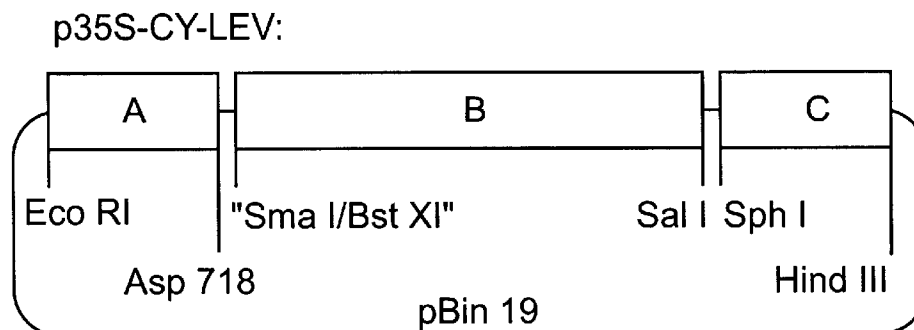 p35S-CY-LEV:
A B C
Eco RI "Sma I/Bst XI" Sal I Sph I
Asp 718 Hind III
pBin 19